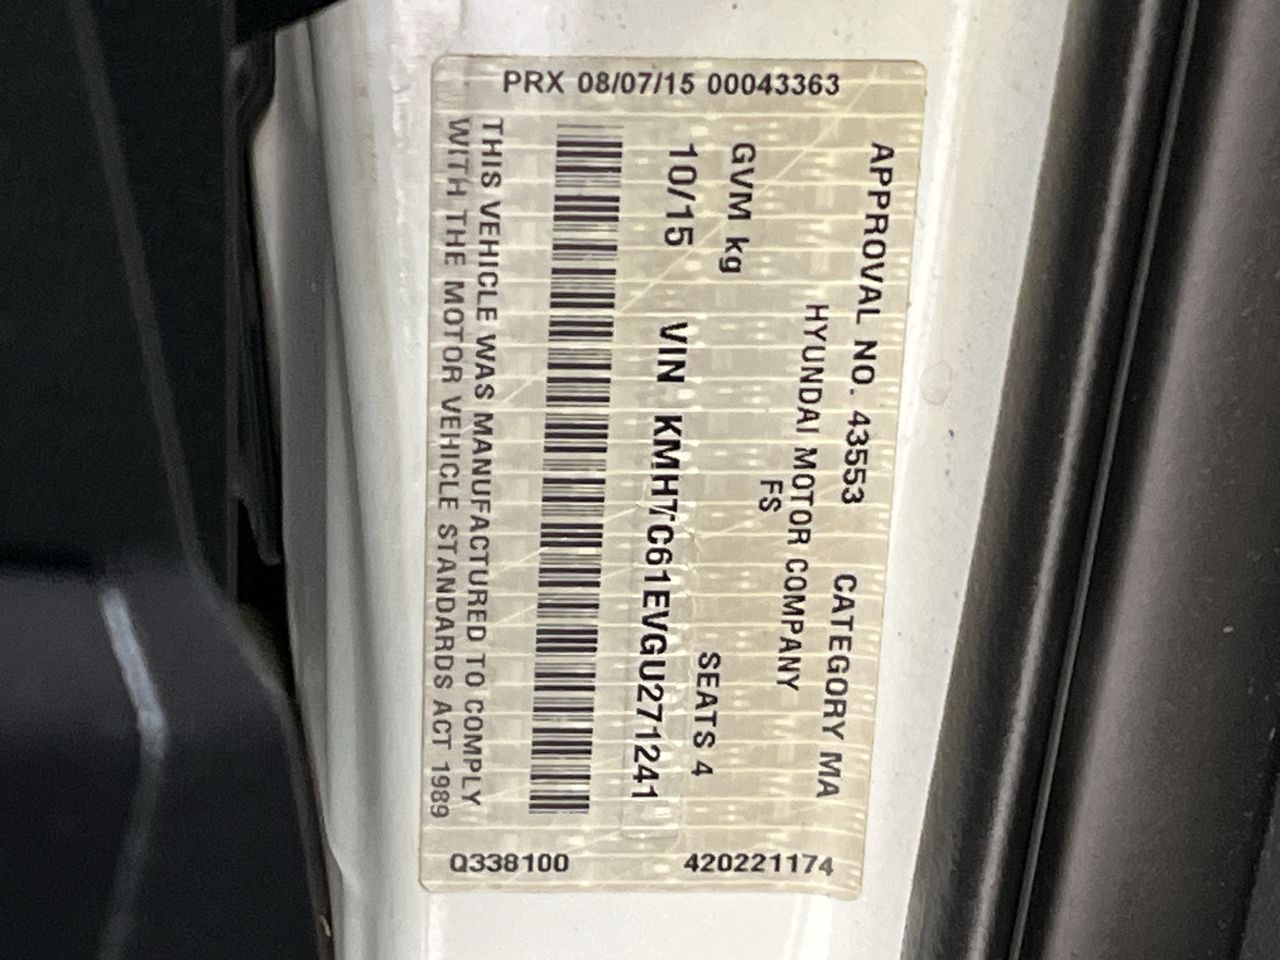 PRX 08/07/15 00043363
APPROVAL NO. 43553 CATEGORY MA
HYUNDAI MOTOR COMPANY
FS
GVM kg SEATS 4
10/15 VIN KMHTC61EVGU271241
THIS VEHICLE WAS MANUFACTURED TO COMPLY
WITH THE MOTOR VEHICLE STANDARDS ACT 1989
Q338100 420221174